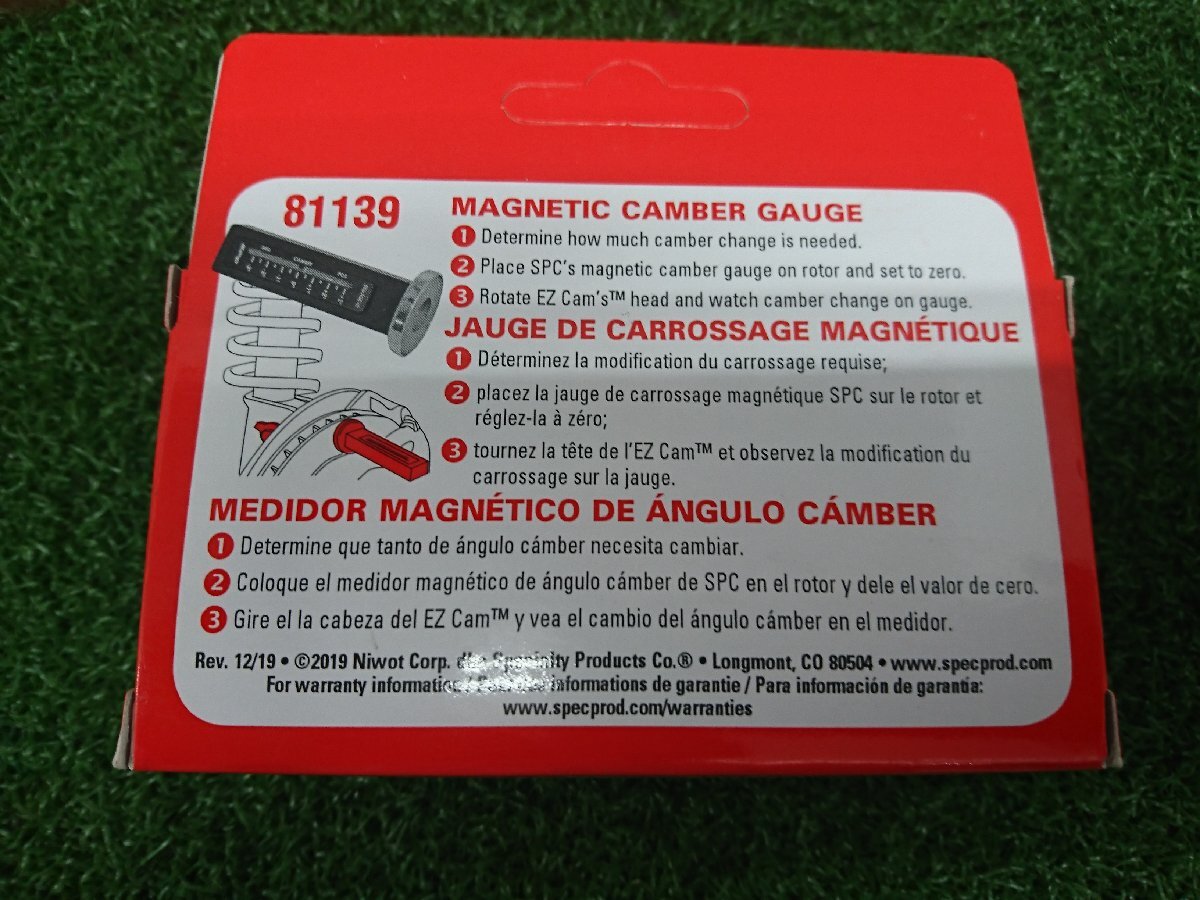 81139
MAGNETIC CAMBER GAUGE
1 Determine how much camber change is needed.
2 Place SPC's magnetic camber gauge on rotor and set to zero.
3 Rotate EZ Cam's™ head and watch camber change on gauge.
JAUGE DE CARROSSAGE MAGNÉTIQUE
1 Déterminez la modification du carrossage requise;
2 placez la jauge de carrossage magnétique SPC sur le rotor et
réglez-la à zéro;
3 tournez la tête de l'EZ Cam™ et observez la modification du
carrossage sur la jauge.
MEDIDOR MAGNÉTICO DE ÁNGULO CÁMBER
1 Determine que tanto de ángulo cámber necesita cambiar.
2 Coloque el medidor magnético de ángulo cámber de SPC en el rotor y dele el valor de cero.
3 Gire el la cabeza del EZ Cam™ y vea el cambio del ángulo cámber en el medidor.
Rev. 12/19 • ©2019 Niwot Corp. dba Specialty Products Co.® • Longmont, CO 80504 • www.specprod.com
For warranty information informations de garantie / Para información de garantía:
www.specprod.com/warranties